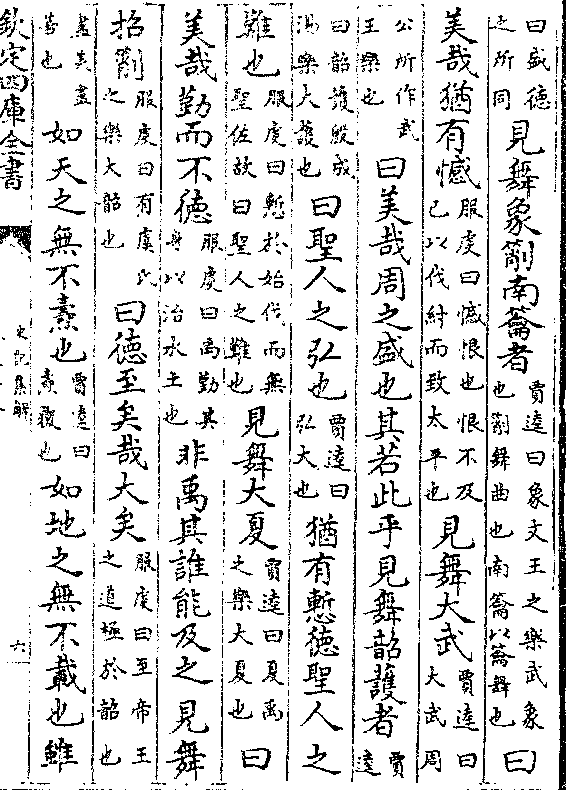 曰盛德之所同見舞象箾南籥者賈逵曰象文王之樂武象也箾舞曲也南籥以籥舞也曰
美哉猶有憾服虔曰憾恨也恨不及已以伐紂而致太平也見舞大武賈逵曰大武周
公所作武王樂也曰美哉周之盛也其若此乎見舞韶護者賈逵
曰韶護殷成湯樂大護也曰聖人之弘也賈逵曰弘大也猶有慙德聖人之
難也服虔曰慙於始伐而無聖佐故曰聖人之難也見舞大夏賈逵曰夏禹之樂大夏也曰
美哉勤而不德服虔曰禹勤其身以治水土也非禹其誰能及之見舞
招箾服虔曰有虞氏之樂大韶也曰德至矣哉大矣服虔曰至帝王之道極於韶也
盡美盡善也如天之無不燾也賈逵曰燾覆也如地之無不載也雖
欽定四庫全書
史記集解
六